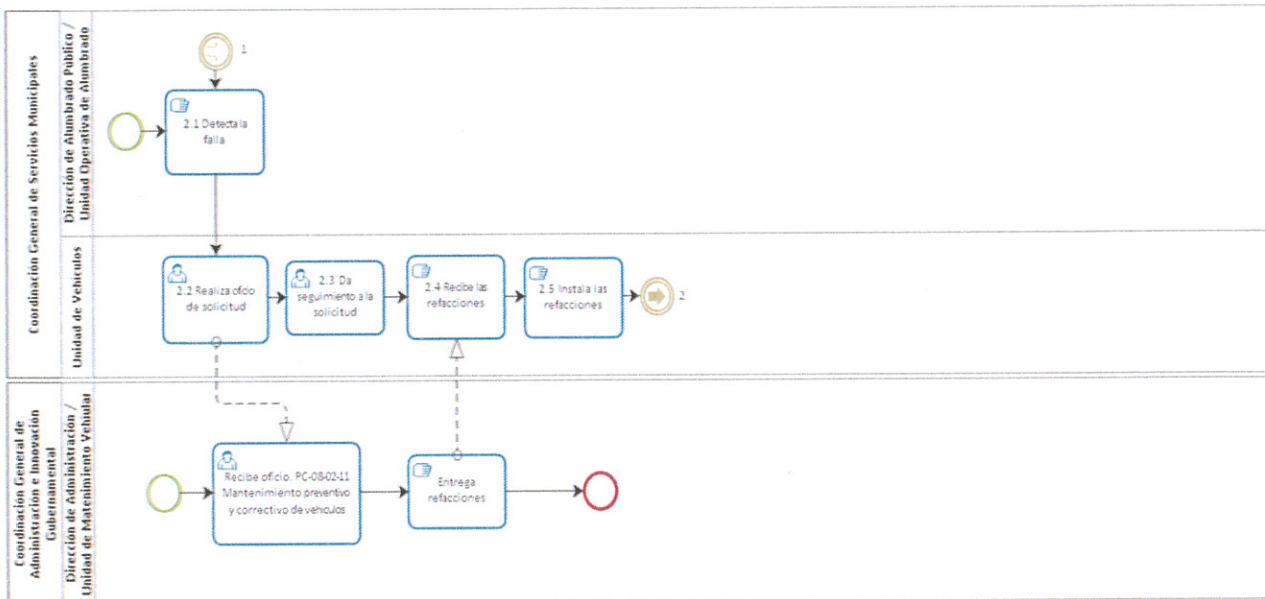 Coordinación General de Servicios Municipales
Dirección de Alumbrado Público /
Unidad Operativa de Alumbrado
1
2.1 Detecta la
falla
Unidad de Vehículos
2.2 Realiza oficio
de solicitud
2.3 Da
seguimiento a la
solicitud
2.4 Recibe las
refacciones
2.5 Instala las
refacciones
2
Coordinación General de
Administración e Innovación
Gubernamental
Dirección de Administración /
Unidad de Matenimiento Vehiular
Recibe oficio. PC-08-02-11
Mantenimiento preventivo
y correctivo de vehículos
Entrega
refacciones